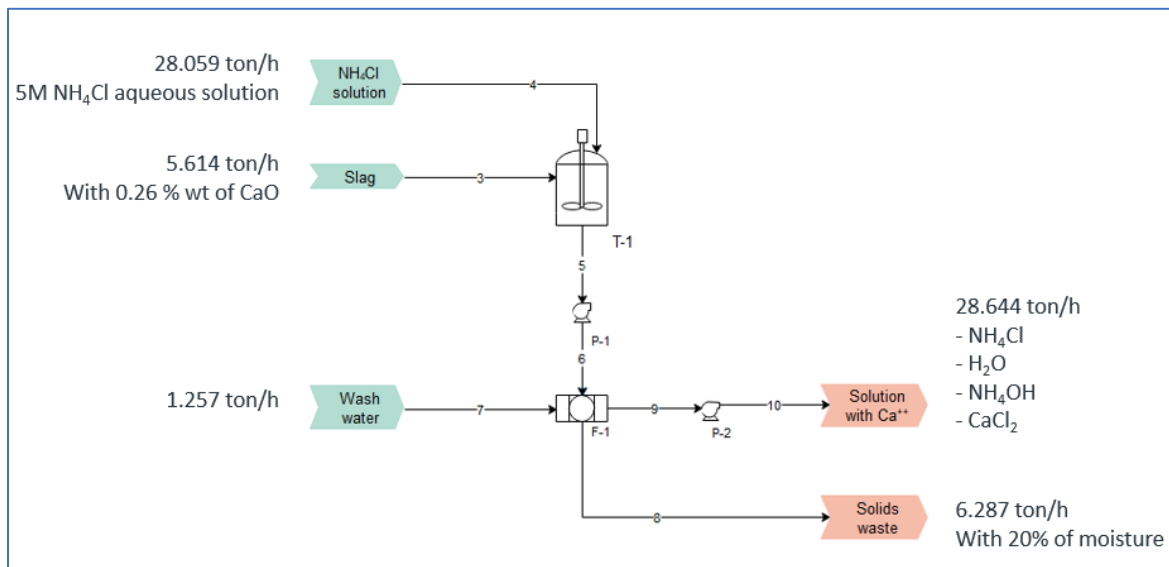 28.059 ton/h
5M NH₄Cl aqueous solution
NH₄Cl
solution
4
5.614 ton/h
With 0.26 % wt of CaO
Slag
3
T-1
5
P-1
6
1.257 ton/h
Wash
water
7
F-1
9
P-2
10
Solution
with Ca⁺⁺
28.644 ton/h
- NH₄Cl
- H₂O
- NH₄OH
- CaCl₂
8
Solids
waste
6.287 ton/h
With 20% of moisture